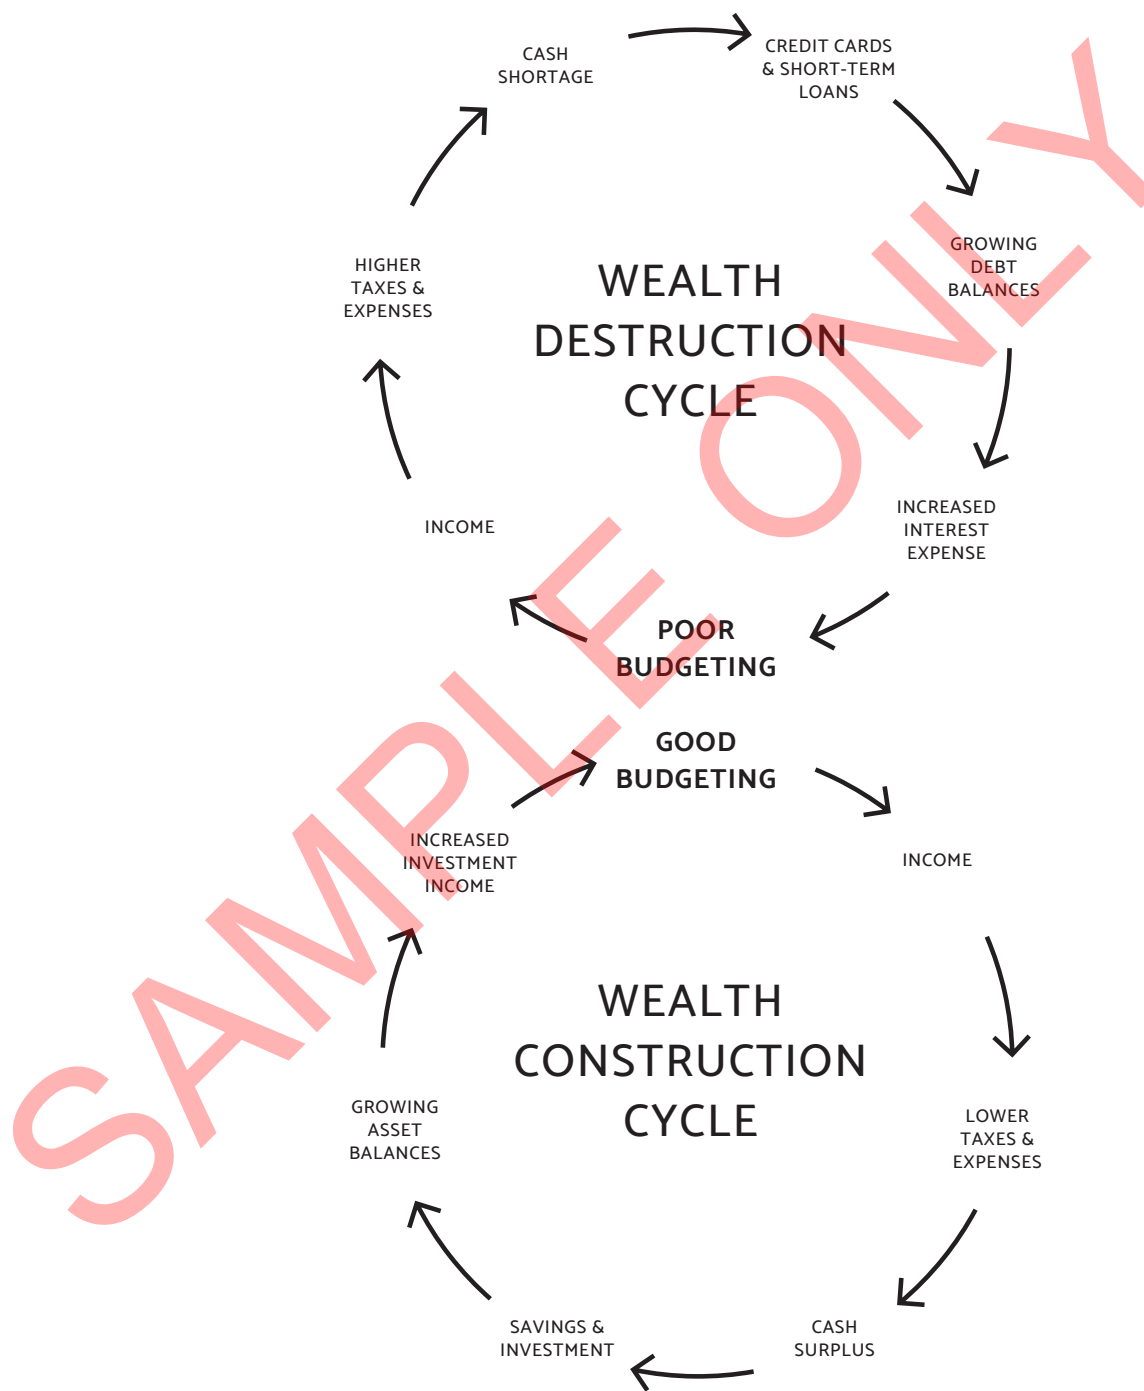 CASH
SHORTAGE
CREDIT CARDS
& SHORT-TERM
LOANS
GROWING
DEBT
BALANCES
HIGHER
TAXES &
EXPENSES
WEALTH
DESTRUCTION
CYCLE
INCOME
INCREASED
INTEREST
EXPENSE
POOR
BUDGETING
GOOD
BUDGETING
INCREASED
INVESTMENT
INCOME
INCOME
WEALTH
CONSTRUCTION
CYCLE
GROWING
ASSET
BALANCES
LOWER
TAXES &
EXPENSES
SAVINGS &
INVESTMENT
CASH
SURPLUS
SAMPLE ONLY